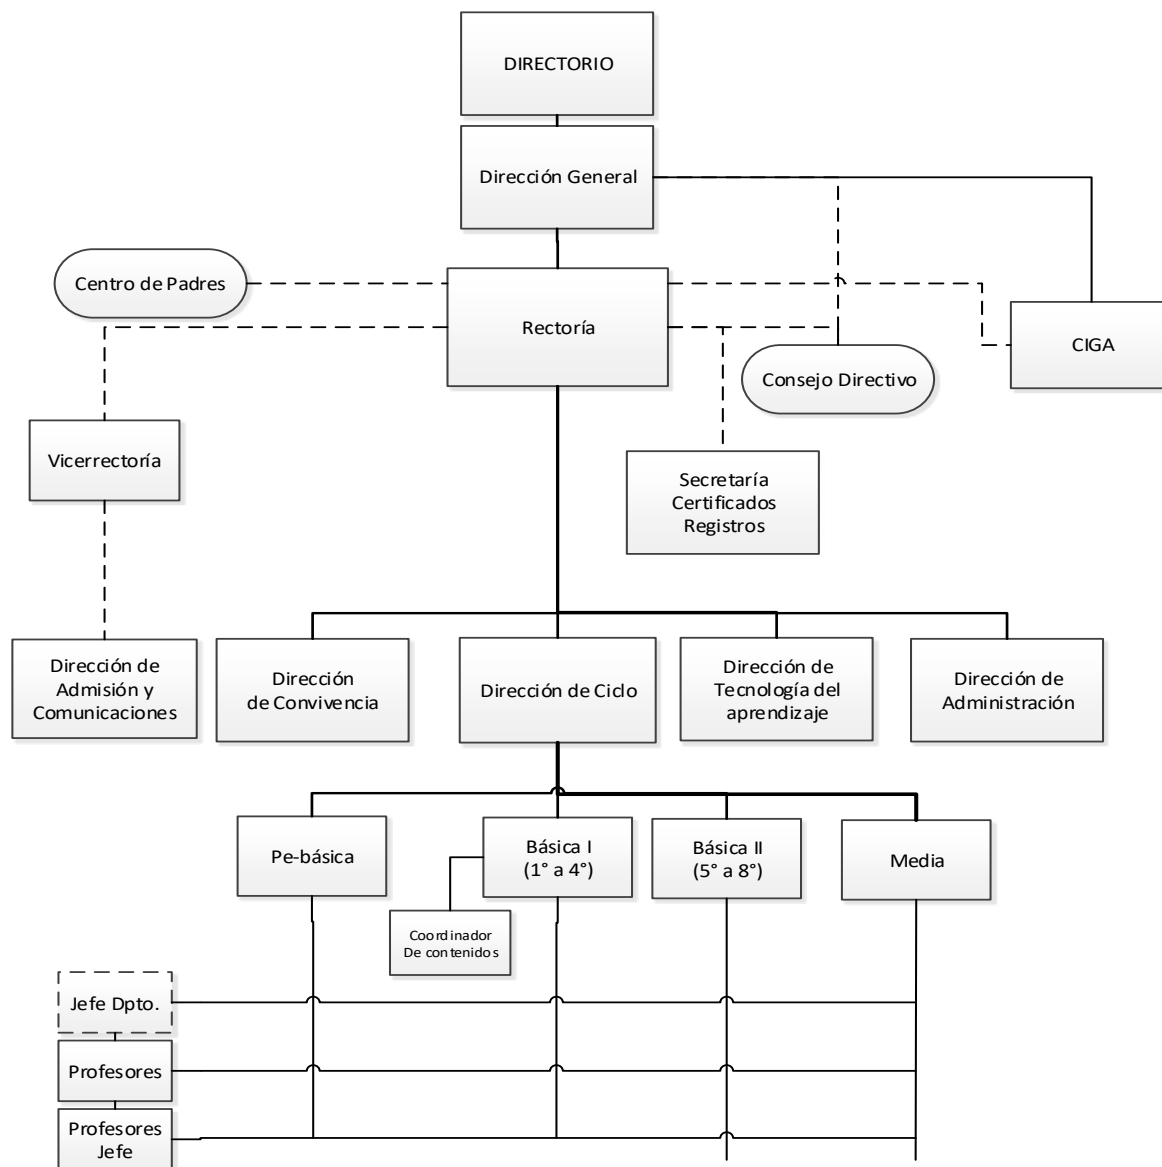 DIRECTORIO
Dirección General
Centro de Padres
Rectoría
CIGA
Consejo Directivo
Vicerrectoría
Secretaría
Certificados
Registros
Dirección de
Admisión y
Comunicaciones
Dirección
de Convivencia
Dirección de Ciclo
Dirección de
Tecnología del
aprendizaje
Dirección de
Administración
Pe-básica
Básica I
(1° a 4°)
Básica II
(5° a 8°)
Media
Coordinador
De contenidos
Jefe Dpto.
Profesores
Profesores
Jefe